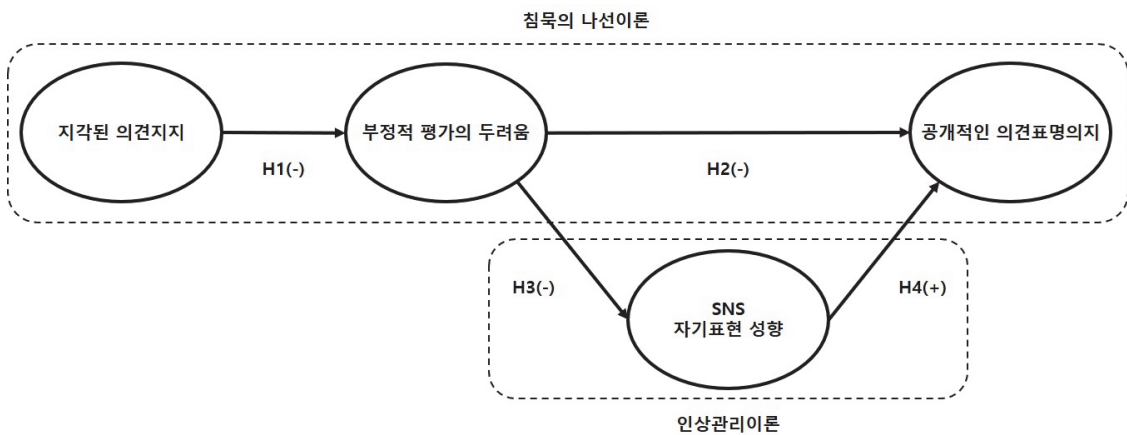 침묵의 나선이론
지각된 의견지지
부정적 평가의 두려움
공개적인 의견표명의지
H1(-)
H2(-)
H3(-)
H4(+)
SNS
자기표현 성향
인상관리이론